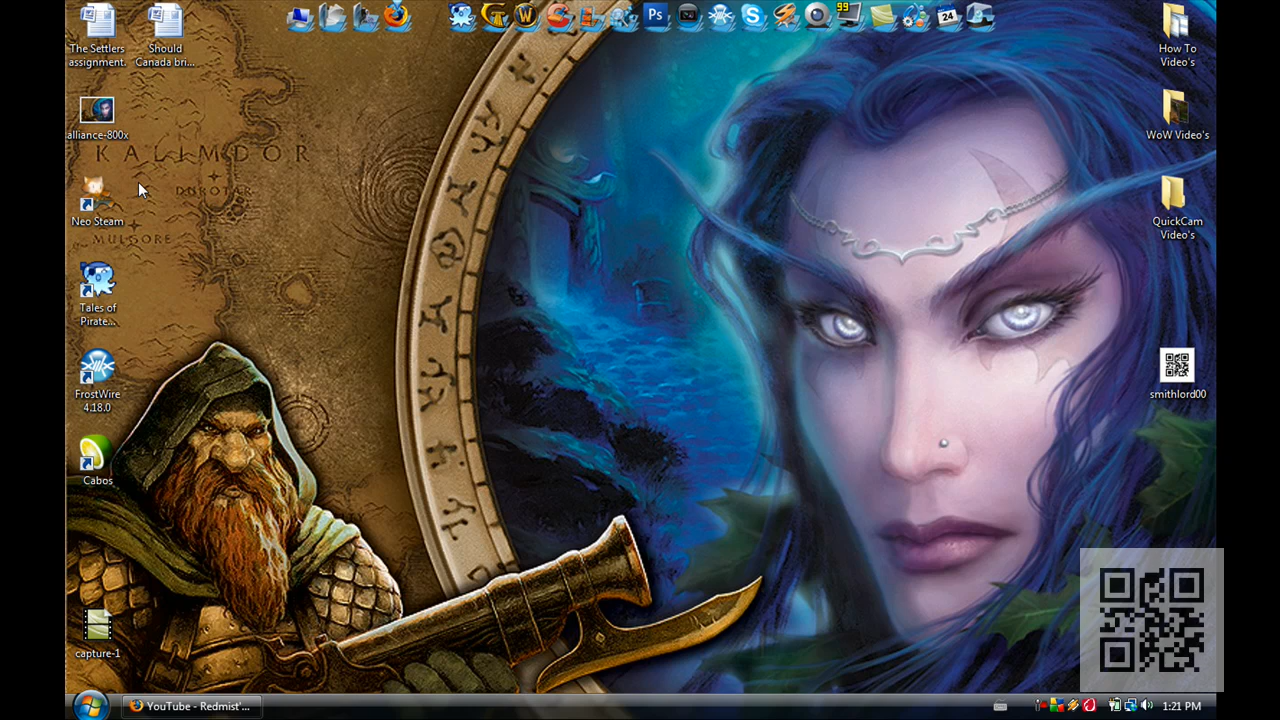 The Settlers
assignment.
Should
Canada bri...
alliance-800x
KALIMDOR
DUROTAR
Neo Steam
MULGORE
Tales of
Pirate...
FrostWire
4.18.0
Cabos
capture-1
Ps
99
24
How To
Video's
WoW Video's
QuickCam
Video's
smithlord00
YouTube - Redmist'...
1:21 PM